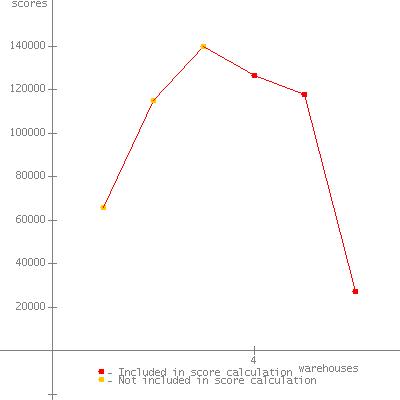 scores
140000
120000
100000
80000
60000
40000
20000
4
warehouses
- Included in score calculation
- Not included in score calculation